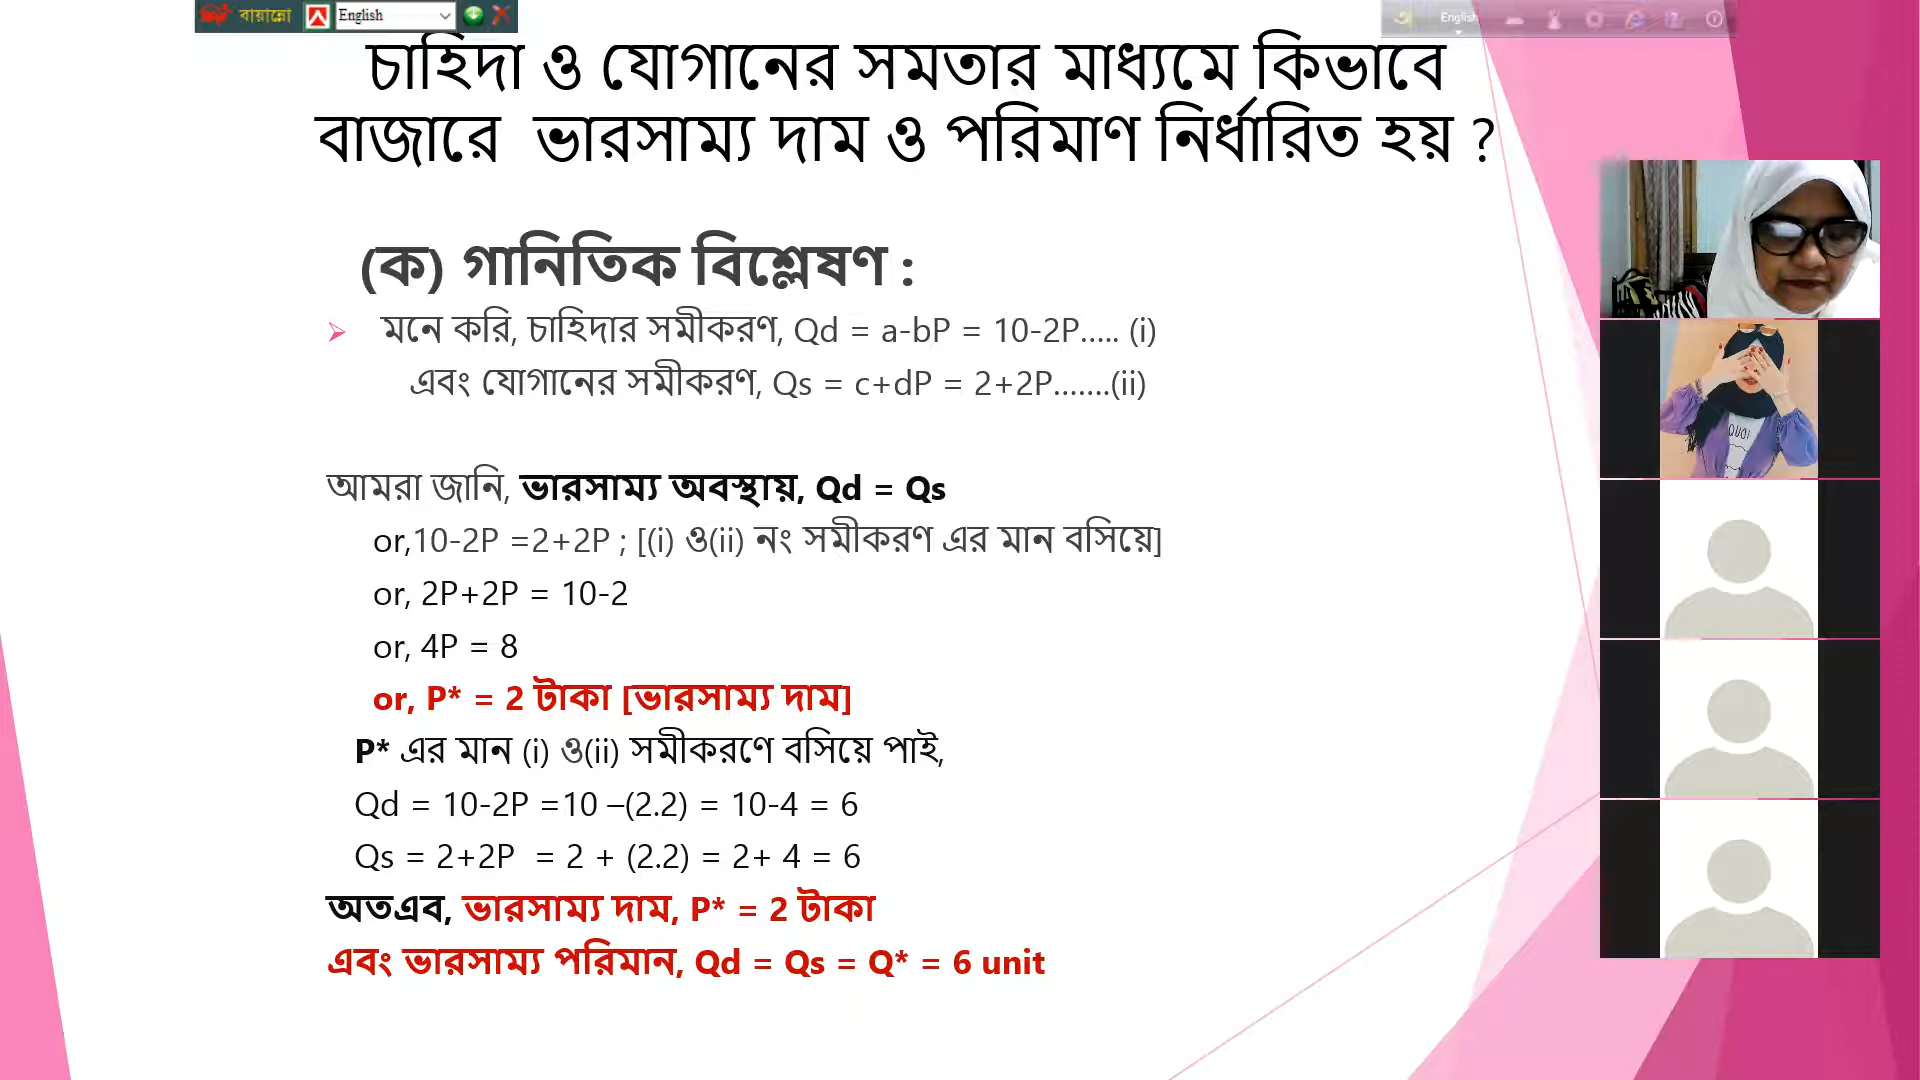 বায়ান্নো English
English
চাহিদা ও যোগানের সমতার মাধ্যমে কিভাবে
বাজারে ভারসাম্য দাম ও পরিমাণ নির্ধারিত হয় ?
(ক) গানিতিক বিশ্লেষণ :
মনে করি, চাহিদার সমীকরণ, Qd = a-bP = 10-2P..... (i)
এবং যোগানের সমীকরণ, Qs = c+dP = 2+2P.......(ii)
আমরা জানি, ভারসাম্য অবস্থায়, Qd = Qs
or,10-2P =2+2P ; [(i) ও(ii) নং সমীকরণ এর মান বসিয়ে]
or, 2P+2P = 10-2
or, 4P = 8
or, P* = 2 টাকা [ভারসাম্য দাম]
P* এর মান (i) ও(ii) সমীকরণে বসিয়ে পাই,
Qd = 10-2P =10 –(2.2) = 10-4 = 6
Qs = 2+2P = 2 + (2.2) = 2+ 4 = 6
অতএব, ভারসাম্য দাম, P* = 2 টাকা
এবং ভারসাম্য পরিমান, Qd = Qs = Q* = 6 unit
QUOI